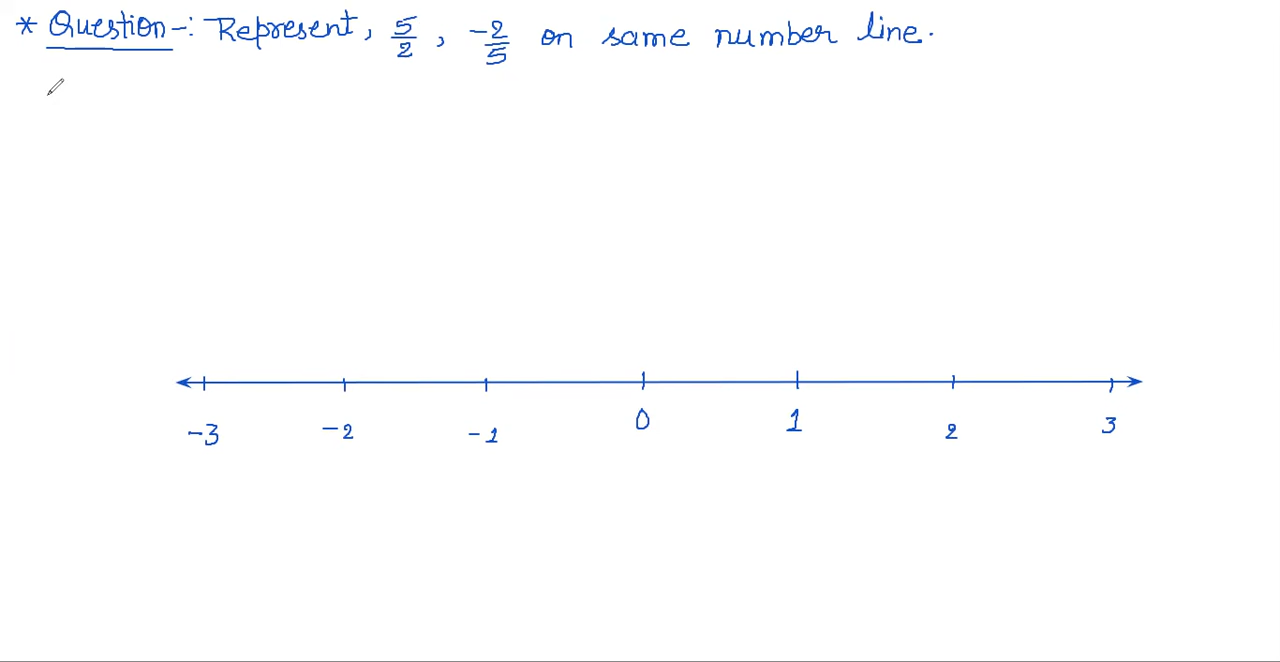 * Question-: Represent, 5/2, -2/5 on same number line.
-3 -2 -1 0 1 2 3